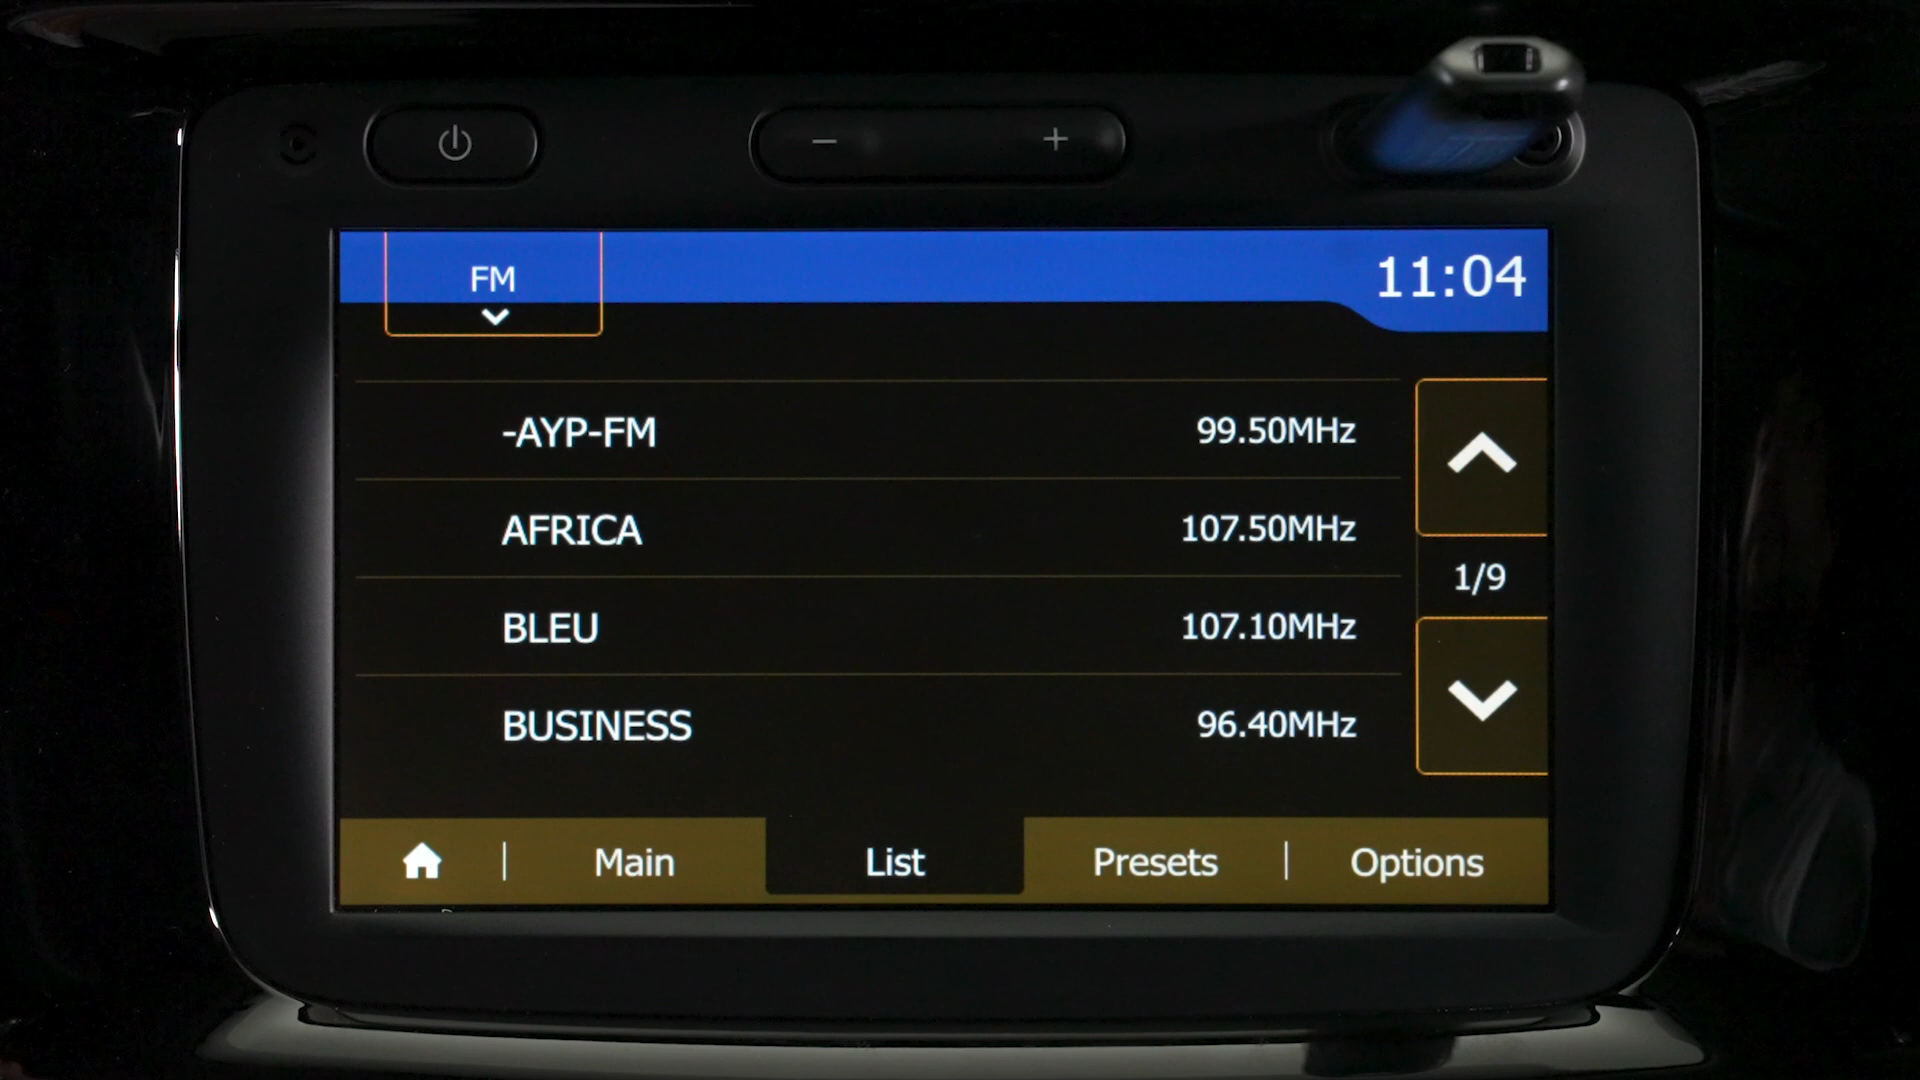 FM
11:04
-AYP-FM 99.50MHz
AFRICA 107.50MHz
1/9
BLEU 107.10MHz
BUSINESS 96.40MHz
Main List Presets Options